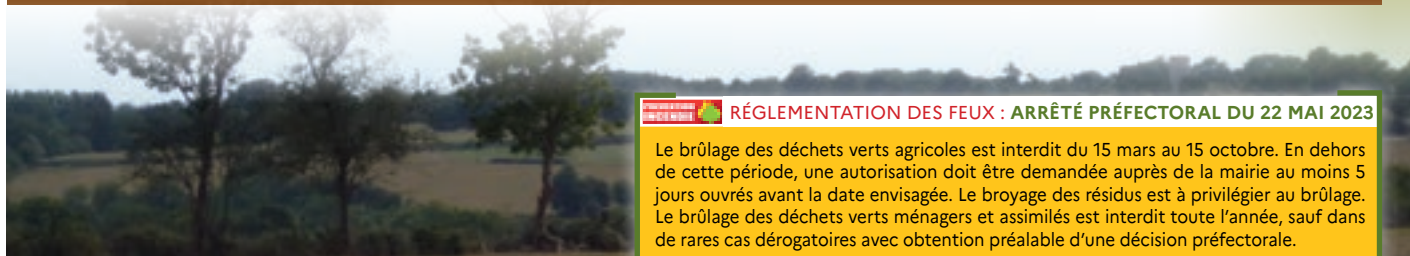 RÉGLEMENTATION DES FEUX : ARRÊTÉ PRÉFECTORAL DU 22 MAI 2023
Le brûlage des déchets verts agricoles est interdit du 15 mars au 15 octobre. En dehors
de cette période, une autorisation doit être demandée auprès de la mairie au moins 5
jours ouvrés avant la date envisagée. Le broyage des résidus est à privilégier au brûlage.
Le brûlage des déchets verts ménagers et assimilés est interdit toute l’année, sauf dans
de rares cas dérogatoires avec obtention préalable d’une décision préfectorale.